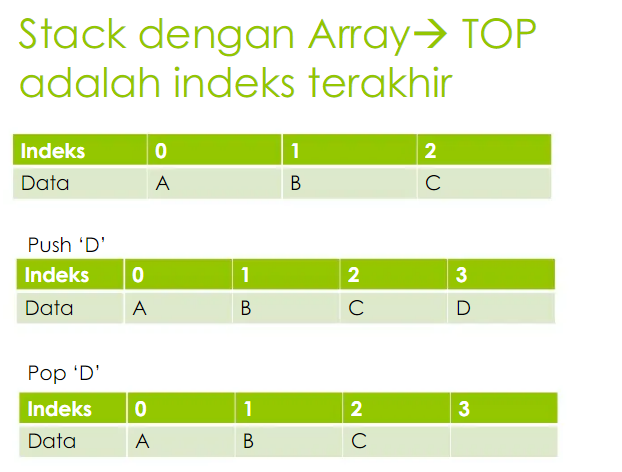 Stack dengan Array→ TOP
adalah indeks terakhir
Indeks 0 1 2
Data A B C
Push ‘D’
Indeks 0 1 2 3
Data A B C D
Pop ‘D’
Indeks 0 1 2 3
Data A B C